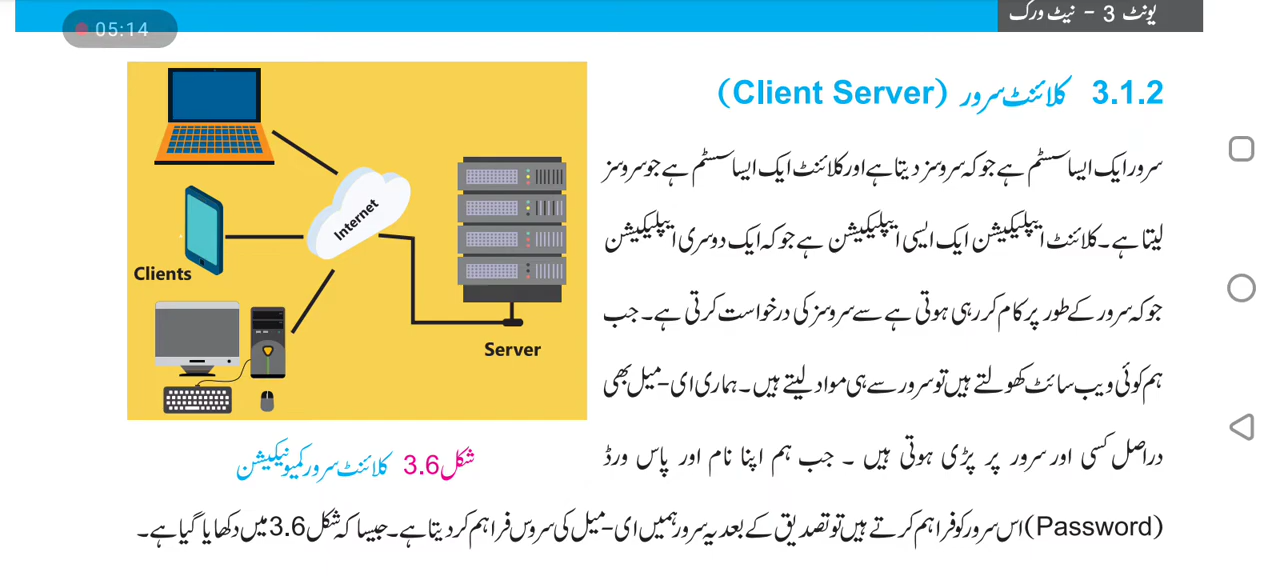 یونٹ 3 - نیٹ ورک
05:14
3.1.2 کلائنٹ سرور (Client Server)
سرور ایک ایسا سسٹم ہے جو کہ سروسز دیتا ہے اور کلائنٹ ایک ایسا سسٹم ہے جو سروسز
لیتا ہے۔ کلائنٹ ایپلیکیشن ایک ایسی ایپلیکیشن ہے جو کہ ایک دوسری ایپلیکیشن
جو کہ سرور کے طور پر کام کر رہی ہوتی ہے سے سروسز کی درخواست کرتی ہے۔ جب
ہم کوئی ویب سائٹ کھولتے ہیں تو سرور سے ہی مواد لیتے ہیں۔ ہماری ای-میل بھی
دراصل کسی اور سرور پر پڑی ہوتی ہیں ۔ جب ہم اپنا نام اور پاس ورڈ
(Password) اس سرور کو فراہم کرتے ہیں تو تصدیق کے بعد یہ سرور ہمیں ای-میل کی سروس فراہم کر دیتا ہے۔ جیسا کہ شکل 3.6 میں دکھایا گیا ہے۔
Internet
Clients
Server
شکل 3.6 کلائنٹ سرور کمیونیکیشن